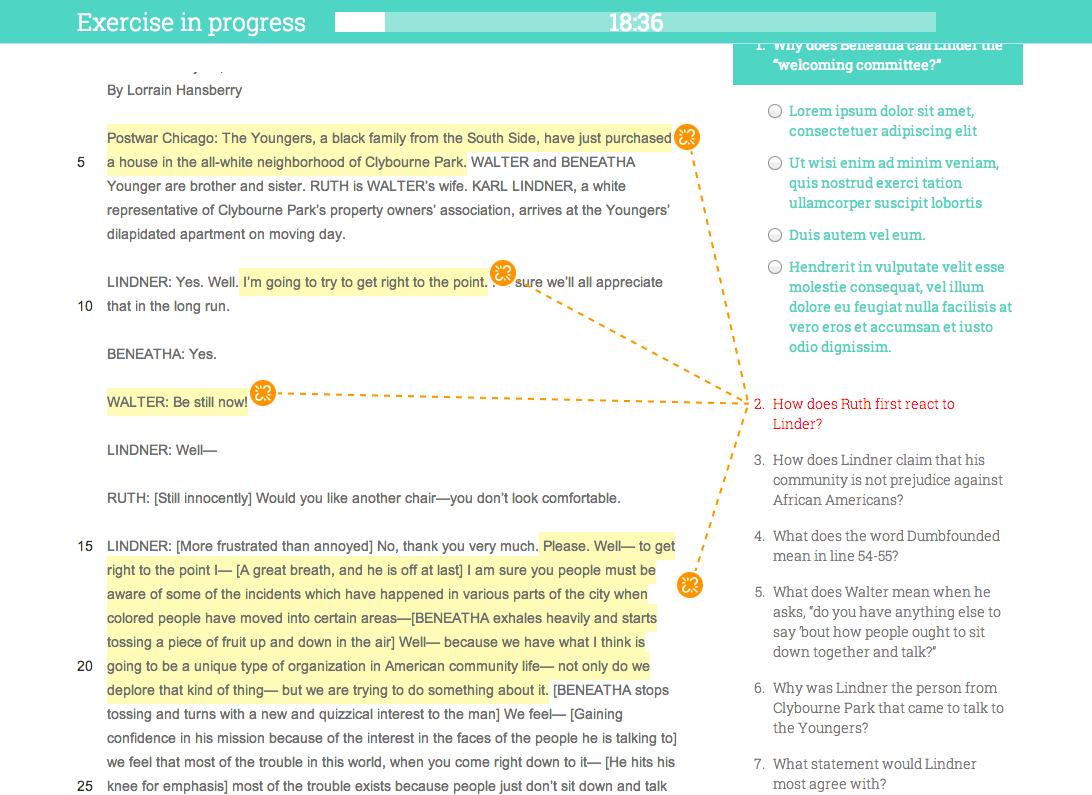 Exercise in progress
18:36
By Lorrain Hansberry
Postwar Chicago: The Youngers, a black family from the South Side, have just purchased
5 a house in the all-white neighborhood of Clybourne Park. WALTER and BENEATHA
Younger are brother and sister. RUTH is WALTER's wife. KARL LINDNER, a white
representative of Clybourne Park's property owners' association, arrives at the Youngers'
dilapidated apartment on moving day.
LINDNER: Yes. Well. I'm going to try to get right to the point. sure we'll all appreciate
10 that in the long run.
BENEATHA: Yes.
WALTER: Be still now!
LINDNER: Well—
RUTH: [Still innocently] Would you like another chair—you don't look comfortable.
15 LINDNER: [More frustrated than annoyed] No, thank you very much. Please. Well— to get
right to the point I— [A great breath, and he is off at last] I am sure you people must be
aware of some of the incidents which have happened in various parts of the city when
colored people have moved into certain areas—[BENEATHA exhales heavily and starts
tossing a piece of fruit up and down in the air] Well— because we have what I think is
20 going to be a unique type of organization in American community life— not only do we
deplore that kind of thing— but we are trying to do something about it. [BENEATHA stops
tossing and turns with a new and quizzical interest to the man] We feel— [Gaining
confidence in his mission because of the interest in the faces of the people he is talking to]
we feel that most of the trouble in this world, when you come right down to it— [He hits his
25 knee for emphasis] most of the trouble exists because people just don't sit down and talk
1. Why does Beneatha call Linder the
“welcoming committee?”
Lorem ipsum dolor sit amet,
consectetuer adipiscing elit
Ut wisi enim ad minim veniam,
quis nostrud exerci tation
ullamcorper suscipit lobortis
Duis autem vel eum.
Hendrerit in vulputate velit esse
molestie consequat, vel illum
dolore eu feugiat nulla facilisis at
vero eros et accumsan et iusto
odio dignissim.
2. How does Ruth first react to
Linder?
3. How does Lindner claim that his
community is not prejudice against
African Americans?
4. What does the word Dumbfounded
mean in line 54-55?
5. What does Walter mean when he
asks, "do you have anything else to
say 'bout how people ought to sit
down together and talk?"
6. Why was Lindner the person from
Clybourne Park that came to talk to
the Youngers?
7. What statement would Lindner
most agree with?